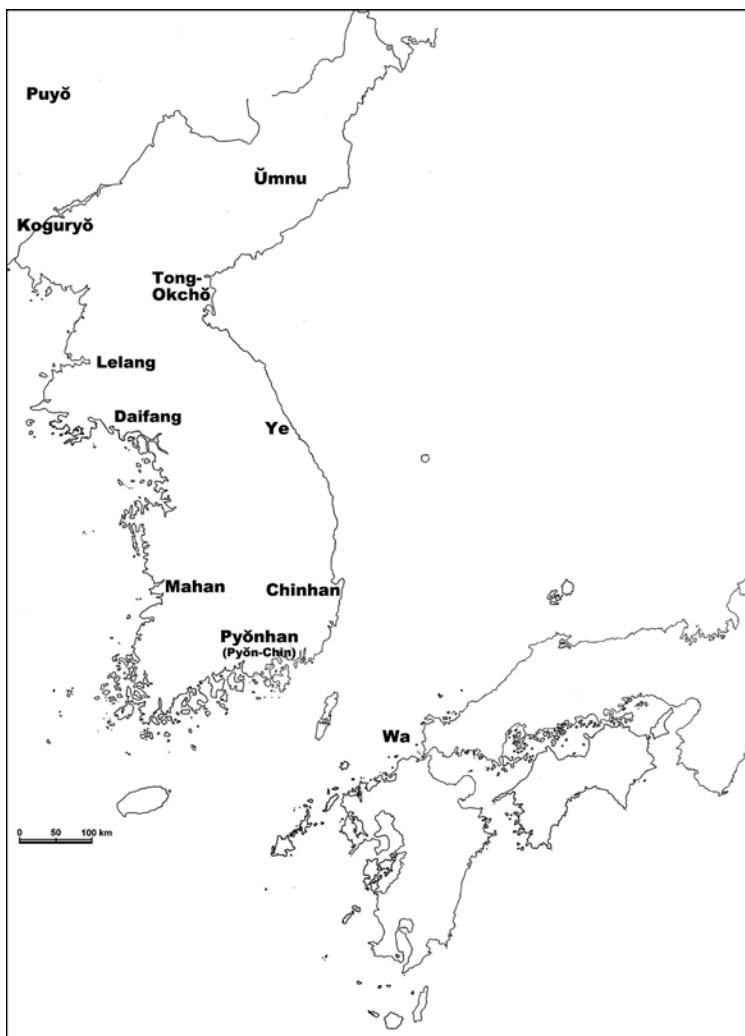 Puyŏ
Ŭmnu
Koguryŏ
Tong-
Okchŏ
Lelang
Daifang
Ye
Mahan
Chinhan
Pyŏnhan
(Pyŏn-Chin)
Wa
0 50 100 km